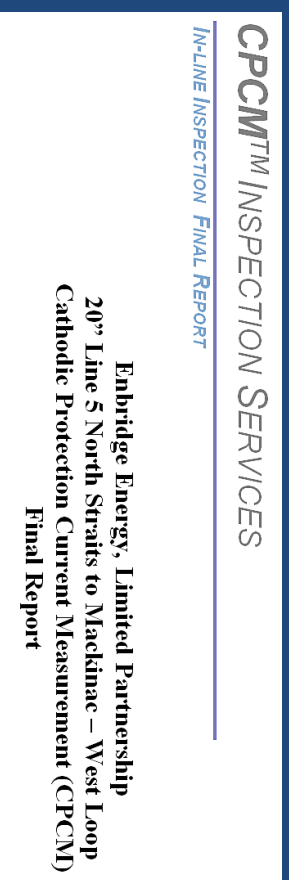 CPCM™ INSPECTION SERVICES
IN-LINE INSPECTION FINAL REPORT
Enbridge Energy, Limited Partnership
20” Line 5 North Straits to Mackinac – West Loop
Cathodic Protection Current Measurement (CPCM)
Final Report